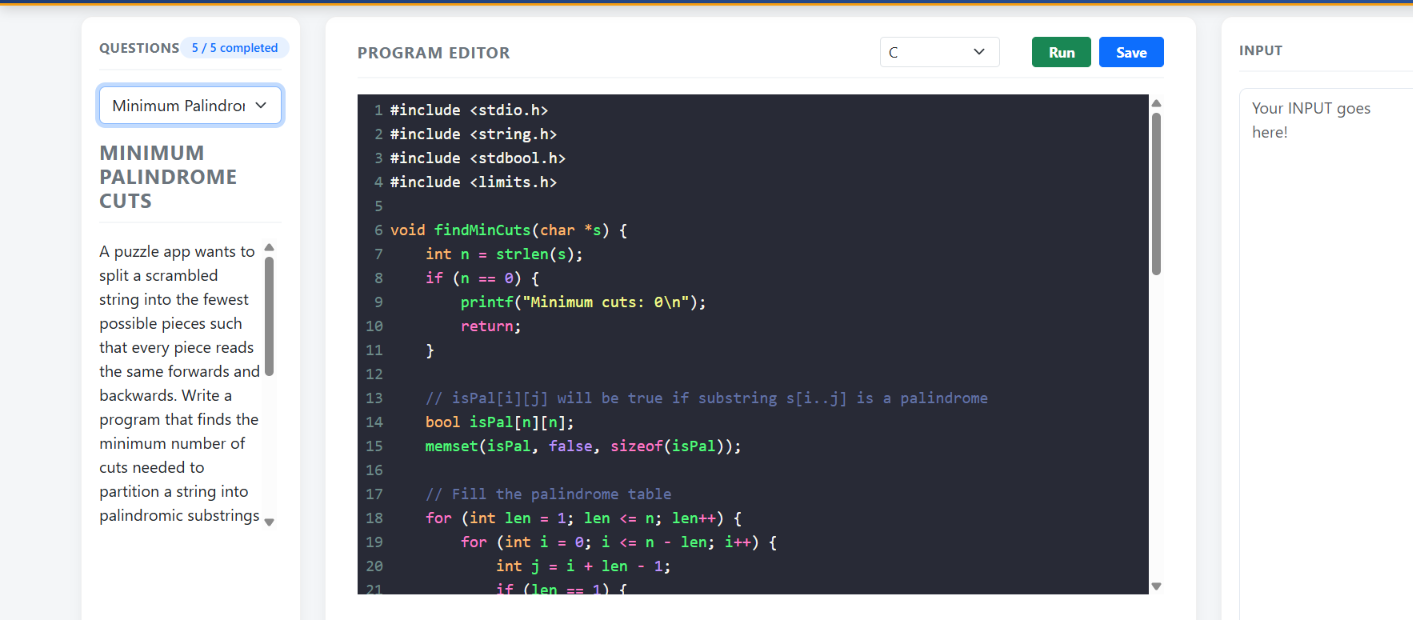 QUESTIONS
5 / 5 completed
Minimum Palindror
MINIMUM
PALINDROME
CUTS
A puzzle app wants to
split a scrambled
string into the fewest
possible pieces such
that every piece reads
the same forwards and
backwards. Write a
program that finds the
minimum number of
cuts needed to
partition a string into
palindromic substrings
PROGRAM EDITOR
C
Run
Save
1 #include <stdio.h>
2 #include <string.h>
3 #include <stdbool.h>
4 #include <limits.h>
5
6 void findMinCuts(char *s) {
7     int n = strlen(s);
8     if (n == 0) {
9         printf("Minimum cuts: 0\n");
10         return;
11     }
12
13     // isPal[i][j] will be true if substring s[i..j] is a palindrome
14     bool isPal[n][n];
15     memset(isPal, false, sizeof(isPal));
16
17     // Fill the palindrome table
18     for (int len = 1; len <= n; len++) {
19         for (int i = 0; i <= n - len; i++) {
20             int j = i + len - 1;
21             if (len == 1) {
INPUT
Your INPUT goes
here!